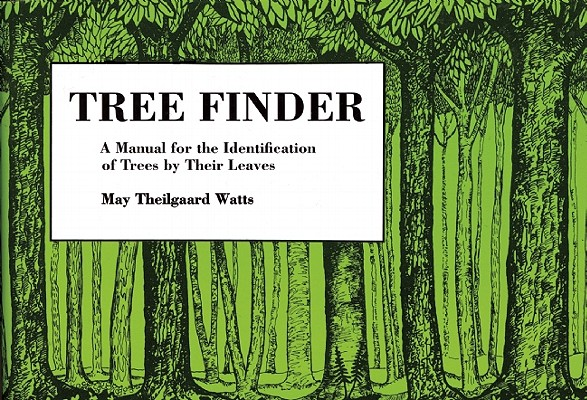 TREE FINDER
A Manual for the Identification
of Trees by Their Leaves
May Theilgaard Watts